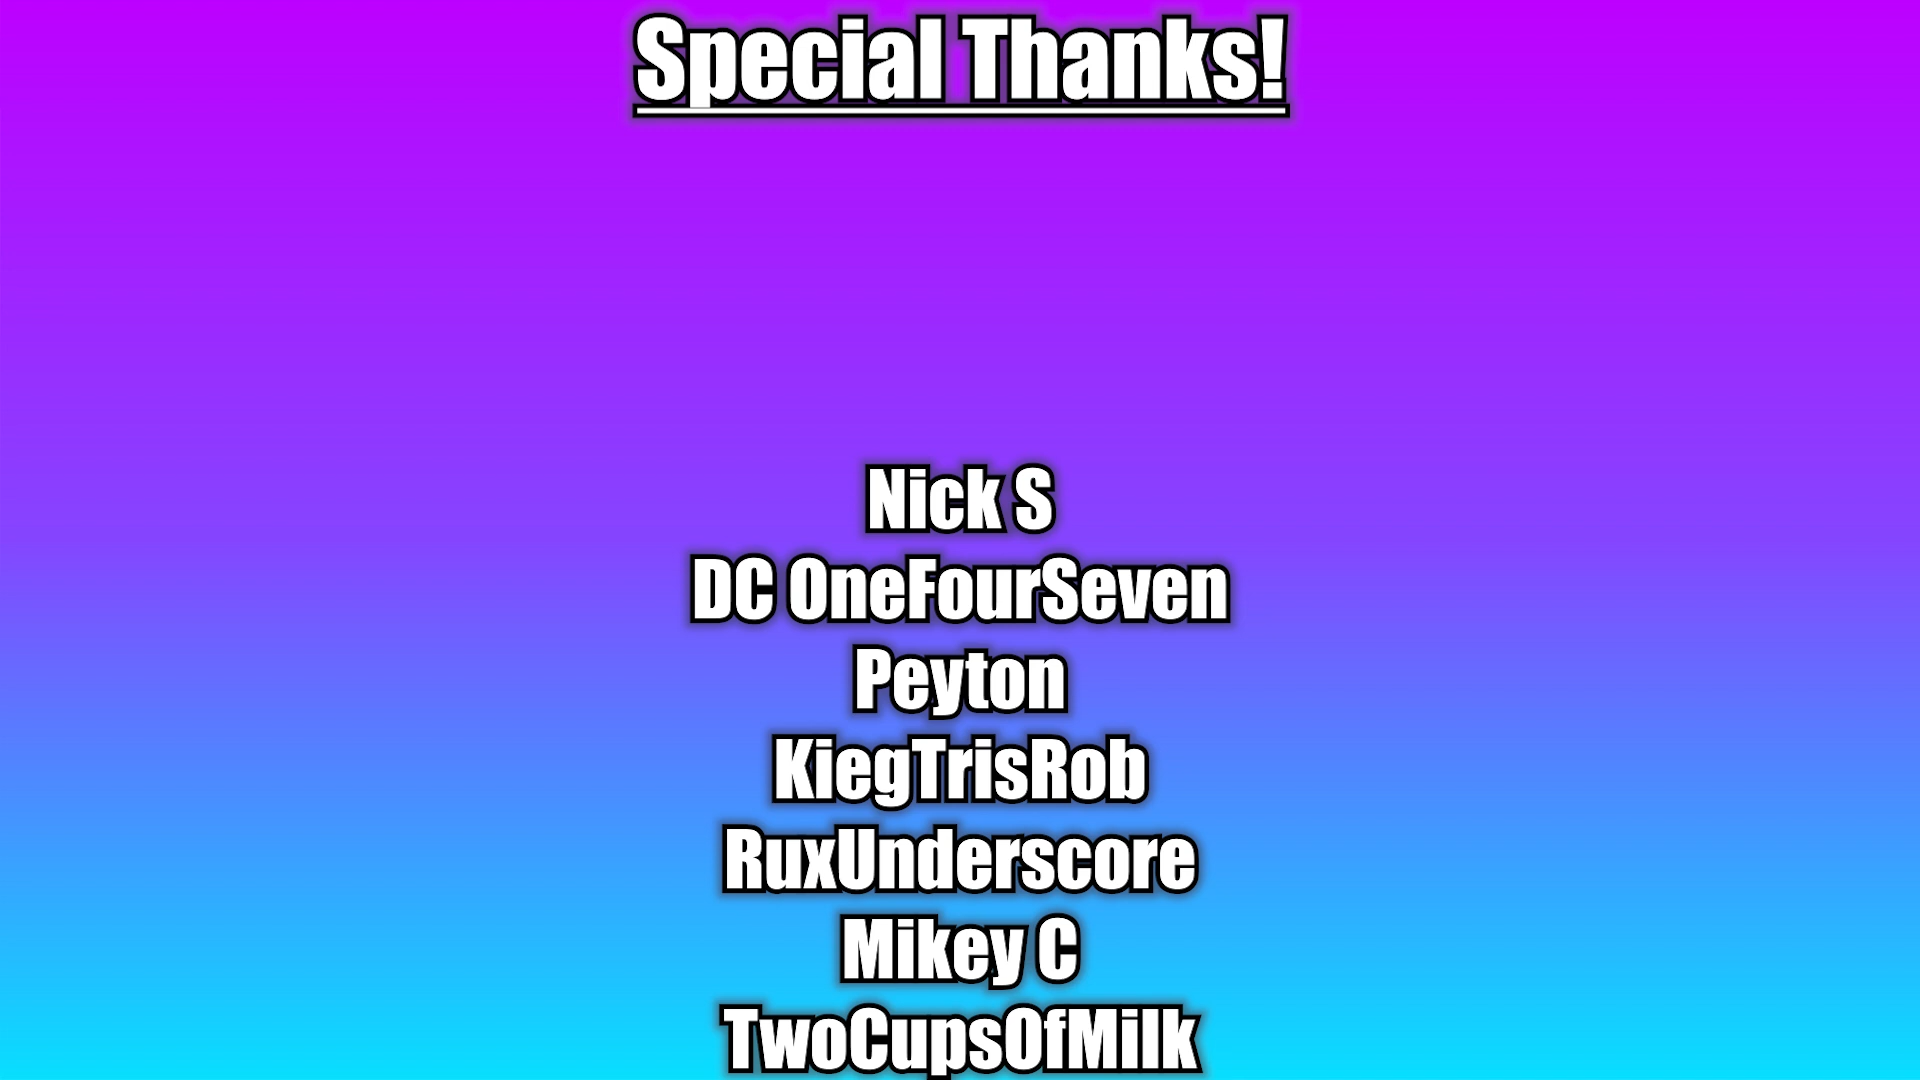 Special Thanks!
Nick S
DC OneFourSeven
Peyton
KiegTrisRob
RuxUnderscore
Mikey C
TwoCupsOfMilk